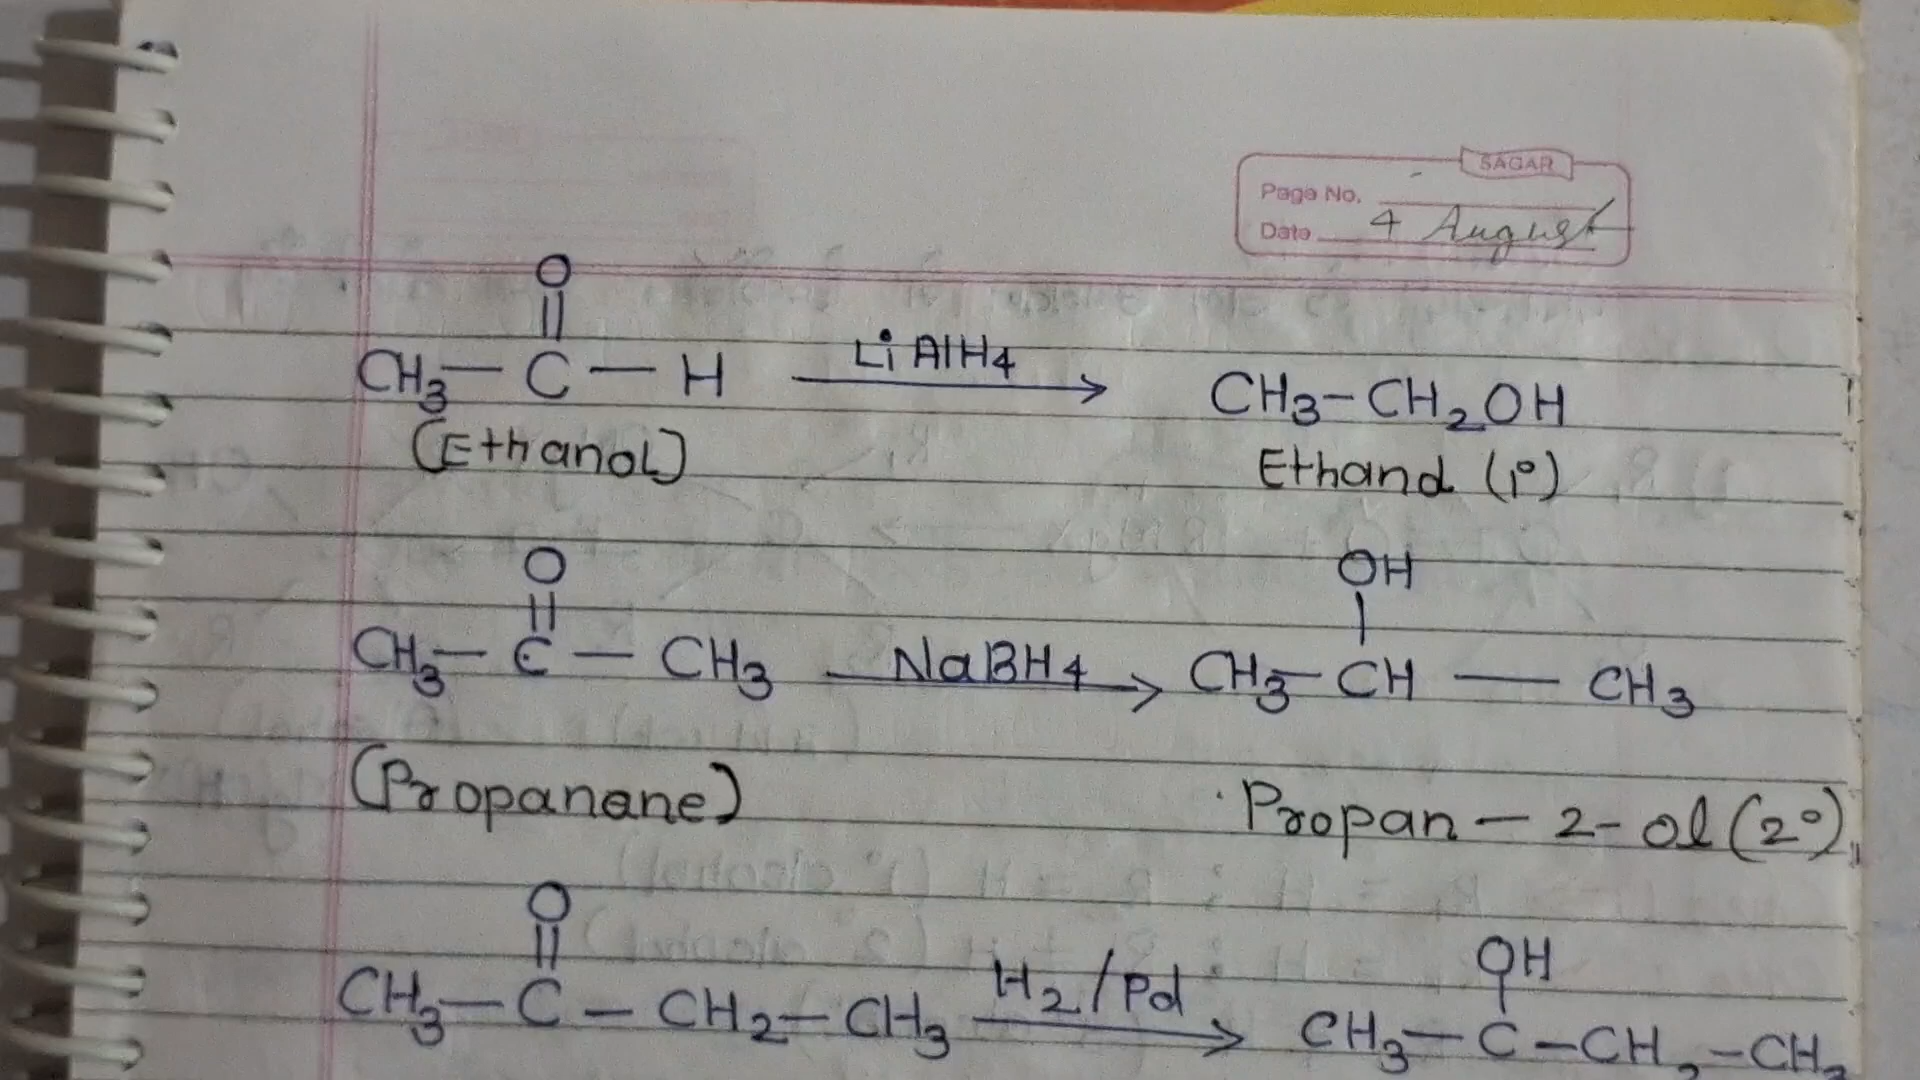 SAGAR
Page No.
Date 4 August
O
||
CH3 — C — H LiAlH4 → CH3-CH2OH
(Ethanol) Ethanol (1°)
O OH
|| |
CH3 — C — CH3 NaBH4 → CH3 — CH — CH3
(Propanane) Propan - 2 - ol (2°)
O OH
|| |
CH3 — C — CH2 — CH3 H2/Pd → CH3 — C — CH2 — CH3